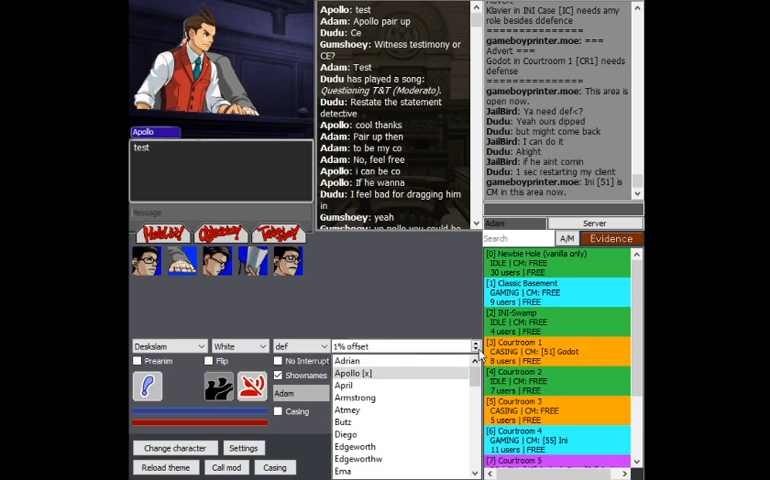 Apollo
test
Message
Hold it!
Objection!
Take that!
Apollo: test
Adam: Apollo pair up
Dudu: Ce
Gumshoey: Witness testimony or
CE?
Adam: Test
Dudu has played a song:
Questioning T&T (Moderato).
Dudu: Restate the statement
detective
Apollo: cool thanks
Adam: Pair up then
Adam: to be my co
Adam: No, feel free
Apollo: i can be co
Apollo: If he wanna
Dudu: I feel bad for dragging him
in
Gumshoey: yeah
Klavier in INI Case [IC] needs amy
role besides ddefence
===============
gameboyprinter.moe: ===
Advert ===
Godot in Courtroom 1 [CR1] needs
defense
===============
gameboyprinter.moe: This area is
open now.
JailBird: Ya need def<?
Dudu: Yeah ours dipped
Dudu: but might come back
JailBird: I can do it
Dudu: Alright
JailBird: if he aint comin
Dudu: 1 sec restarting my client
gameboyprinter.moe: Ini [51] is
CM in this area now.
Adam
Server
Search
A/M
Evidence
[0] Newbie Hole (vanilla only)
IDLE | CM: FREE
30 users | FREE
[1] Classic Basement
GAMING | CM: FREE
9 users | FREE
[2] INI-Swap
IDLE | CM: FREE
4 users | FREE
[3] Courtroom 1
CASING | CM: [51] Godot
8 users | FREE
[4] Courtroom 2
IDLE | CM: FREE
7 users | FREE
[5] Courtroom 3
CASING | CM: FREE
5 users | FREE
[6] Courtroom 4
GAMING | CM: [55] Ini
11 users | FREE
[7] Courtroom 5
Deskslam
White
def
1% offset
Preanim
Flip
No Interrupt
Shownames
Adam
Casing
Adrian
Apollo [x]
April
Armstrong
Atmey
Butz
Diego
Edgeworth
Edgeworthw
Ema
Change character
Settings
Reload theme
Call mod
Casing